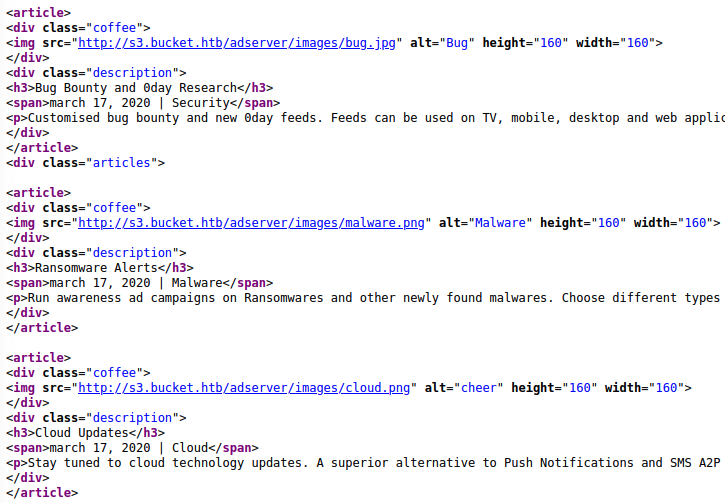 <article>
<div class="coffee">
<img src="http://s3.bucket.htb/adserver/images/bug.jpg" alt="Bug" height="160" width="160">
</div>
<div class="description">
<h3>Bug Bounty and 0day Research</h3>
<span>march 17, 2020 | Security</span>
<p>Customised bug bounty and new 0day feeds. Feeds can be used on TV, mobile, desktop and web applic
</div>
</article>
<div class="articles">
<article>
<div class="coffee">
<img src="http://s3.bucket.htb/adserver/images/malware.png" alt="Malware" height="160" width="160">
</div>
<div class="description">
<h3>Ransomware Alerts</h3>
<span>march 17, 2020 | Malware</span>
<p>Run awareness ad campaigns on Ransomwares and other newly found malwares. Choose different types
</div>
</article>
<article>
<div class="coffee">
<img src="http://s3.bucket.htb/adserver/images/cloud.png" alt="cheer" height="160" width="160">
</div>
<div class="description">
<h3>Cloud Updates</h3>
<span>march 17, 2020 | Cloud</span>
<p>Stay tuned to cloud technology updates. A superior alternative to Push Notifications and SMS A2P
</div>
</article>